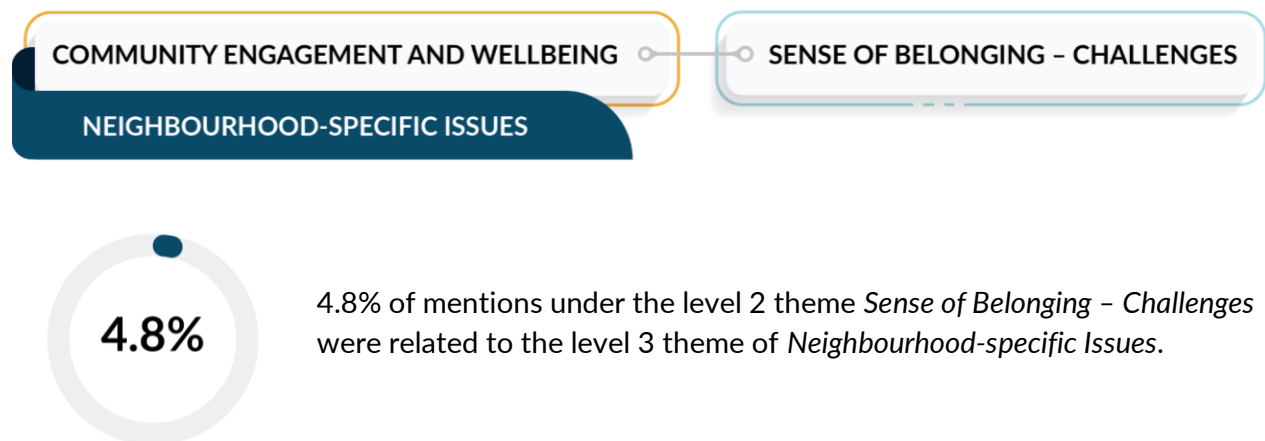 COMMUNITY ENGAGEMENT AND WELLBEING
SENSE OF BELONGING – CHALLENGES
NEIGHBOURHOOD-SPECIFIC ISSUES
4.8%
4.8% of mentions under the level 2 theme Sense of Belonging – Challenges
were related to the level 3 theme of Neighbourhood-specific Issues.